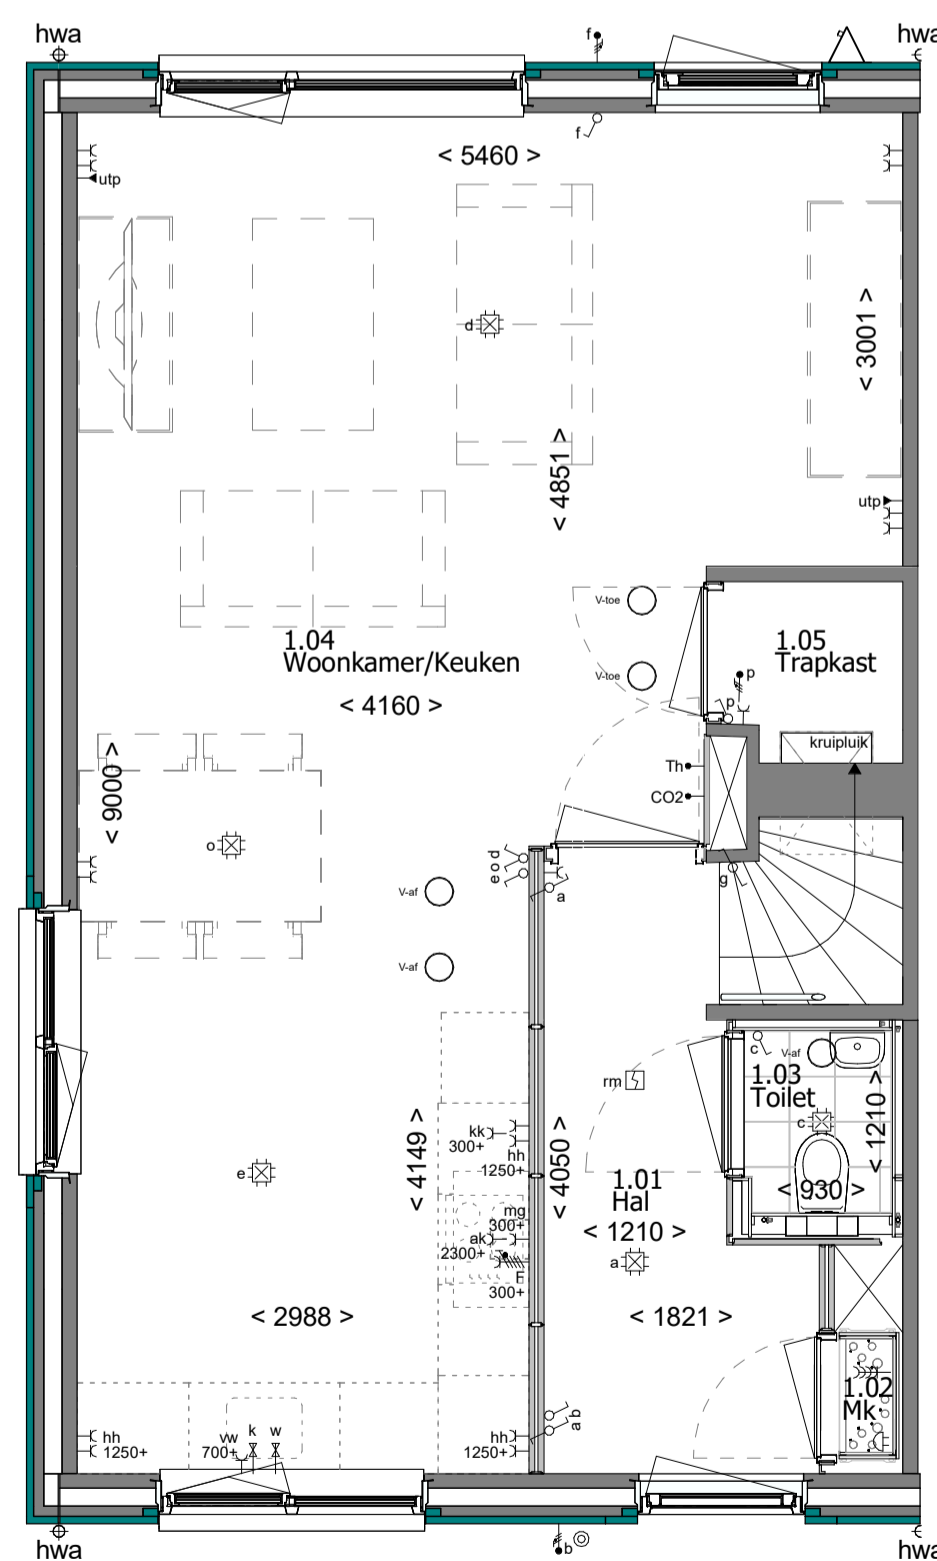 hwa
f
hwa
f
< 5460 >
utp
d
< 3001 >
< 4851 >
utp
V-toe
1.04
Woonkamer/Keuken
1.05
Trapkast
V-toe
p
p
< 4160 >
kruipluik
Th
CO2
< 9000 >
o
e o d
a
g
V-af
V-af
c
V-af
rm
1.03
Toilet
< 1210 >
c
kk
300+
hh
1250+
< 4149 >
< 4050 >
e
1.01
Hal
< 930 >
mg
300+
< 1210 >
ak
2300+
a
F
300+
< 2988 >
< 1821 >
1.02
Mk
a b
hh
1250+
vw
700+
k
w
hh
1250+
hwa
b
hwa